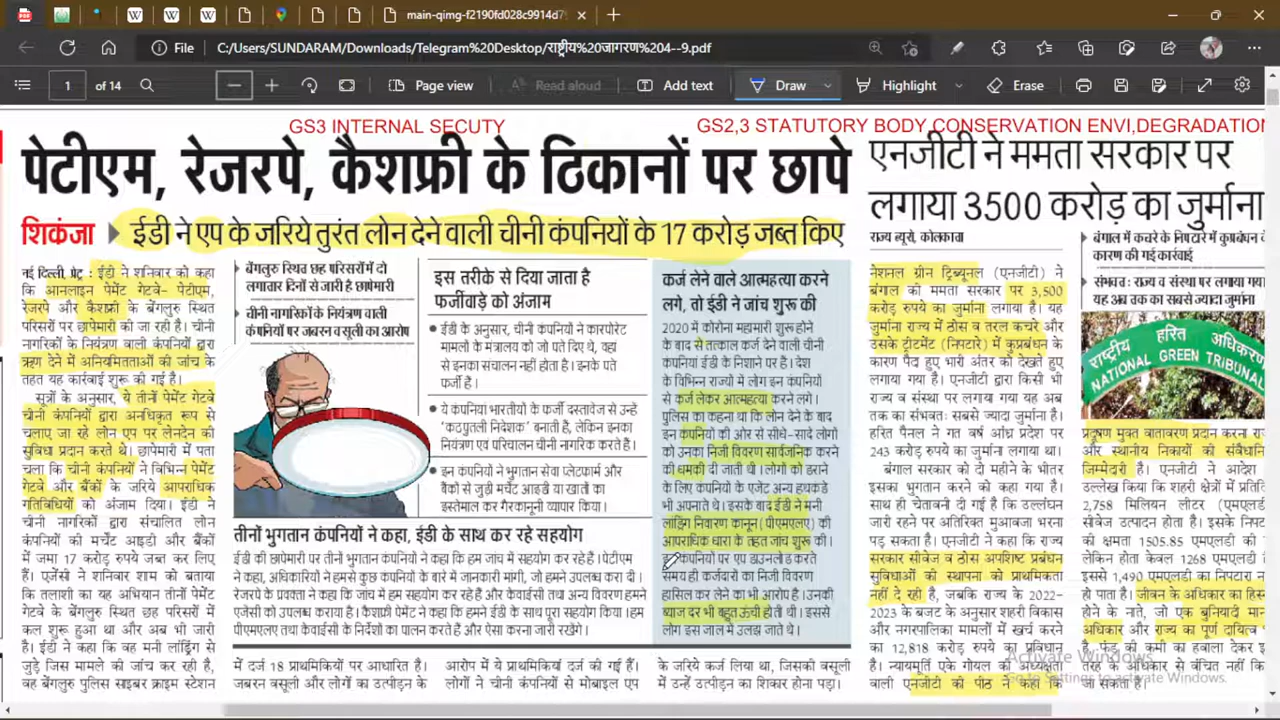 main-qimg-f2190fd028c9914d7
File
C:/Users/SUNDARAM/Downloads/Telegram%20Desktop/राष्ट्रीय%20जागरण%204--9.pdf
1 of 14
Page view
Read aloud
Add text
Draw
Highlight
Erase
GS3 INTERNAL SECUTY
पेटीएम, रेजरपे, कैशफ्री के ठिकानों पर छापे
शिकंजा
ईडी ने एप के जरिये तुरंत लोन देने वाली चीनी कंपनियों के 17 करोड़ जब्त किए
नई दिल्ली, प्रेट्र : ईडी ने शनिवार को कहा
कि आनलाइन पेमेंट गेटवे- पेटीएम,
रेजरपे और कैशफ्री के बेंगलुरु स्थित
परिसरों पर छापेमारी की जा रही है। चीनी
नागरिकों के नियंत्रण वाली कंपनियों द्वारा
ऋण देने में अनियमितताओं की जांच के
तहत यह कार्रवाई शुरू की गई है।
सूत्रों के अनुसार, ये तीनों पेमेंट गेटवे
चीनी कंपनियों द्वारा अनधिकृत रूप से
चलाए जा रहे लोन एप पर लेनदेन की
सुविधा प्रदान करते थे। छापेमारी में पता
चला कि चीनी कंपनियों ने विभिन्न पेमेंट
गेटवे और बैंकों के जरिये आपराधिक
गतिविधियों को अंजाम दिया। ईडी ने
चीनी नागरिकों द्वारा संचालित लोन
कंपनियों की मर्चेंट आइडी और बैंकों
में जमा 17 करोड़ रुपये जब्त कर लिए
हैं। एजेंसी ने शनिवार शाम को बताया
कि तलाशी का यह अभियान तीनों पेमेंट
गेटवे के बेंगलुरु स्थित छह परिसरों में
कल शुरू हुआ था और अब भी जारी
है। ईडी ने कहा कि वह मनी लांड्रिंग से
जुड़े जिस मामले की जांच कर रही है,
वह बेंगलुरु पुलिस साइबर क्राइम स्टेशन
बेंगलुरु स्थित छह परिसरों में दो
लगातार दिनों से जारी है छापेमारी
चीनी नागरिकों के नियंत्रण वाली
कंपनियों पर जबरन वसूली का आरोप
इस तरीके से दिया जाता है
फर्जीवाड़े को अंजाम
● ईडी के अनुसार, चीनी कंपनियों ने कारपोरेट
मामलों के मंत्रालय को जो पते दिए थे, वहां
से इनका संचालन नहीं होता है। इनके पते
फर्जी हैं।
● ये कंपनियां भारतीयों के फर्जी दस्तावेज से उन्हें
'कठपुतली निदेशक' बनाती है, लेकिन इनका
नियंत्रण एवं परिचालन चीनी नागरिक करते हैं।
● इन कंपनियों ने भुगतान सेवा प्लेटफार्म और
बैंकों से जुड़ी मर्चेंट आइडी या खातों का
इस्तेमाल कर गैरकानूनी व्यापार किया।
तीनों भुगतान कंपनियों ने कहा, ईडी के साथ कर रहे सहयोग
ईडी की छापेमारी पर तीनों भुगतान कंपनियों ने कहा कि हम जांच में सहयोग कर रहे हैं। पेटीएम
ने कहा, अधिकारियों ने हमसे कुछ कंपनियों के बारे में जानकारी मांगी, जो हमने उपलब्ध करा दी।
रेजरपे के प्रवक्ता ने कहा कि जांच में हम सहयोग कर रहे हैं और केवाईसी तथा अन्य विवरण हमने
एजेंसी को उपलब्ध कराया है। कैशफ्री पेमेंट ने कहा कि हमने ईडी के साथ पूरा सहयोग किया। हम
पीएमएलए तथा केवाईसी के निर्देशों का पालन करते हैं और ऐसा करना जारी रखेंगे।
कर्ज लेने वाले आत्महत्या करने
लगे, तो ईडी ने जांच शुरू की
2020 में कोरोना महामारी शुरू होने
के बाद से तत्काल कर्ज देने वाली चीनी
कंपनियां ईडी के निशाने पर हैं। देश
के विभिन्न राज्यों में लोग इन कंपनियों
से कर्ज लेकर आत्महत्या करने लगे।
पुलिस का कहना था कि लोन देने के बाद
इन कंपनियों की ओर से सीधे-सादे लोगों
को उनका निजी विवरण सार्वजनिक करने
की धमकी दी जाती थी। लोगों को डराने
के लिए कंपनियों के एजेंट अन्य हथकंडे
भी अपनाते थे। इसके बाद ईडी ने मनी
लांड्रिंग निवारण कानून (पीएमएलए) की
आपराधिक धारा के तहत जांच शुरू की।
कंपनियों पर एप डाउनलोड करते
समय ही कर्जदारों का निजी विवरण
हासिल कर लेने का भी आरोप है। उनकी
ब्याज दर भी बहुत ऊंची होती थी। इससे
लोग इस जाल में उलझ जाते थे।
में दर्ज 18 प्राथमिकियों पर आधारित है।
जबरन वसूली और लोगों का उत्पीड़न के
आरोप में ये प्राथमिकियां दर्ज की गई हैं।
लोगों ने चीनी कंपनियों से मोबाइल एप
के जरिये कर्ज लिया था, जिसकी वसूली
में उन्हें उत्पीड़न का शिकार होना पड़ा।
GS2,3 STATUTORY BODY,CONSERVATION ENVI,DEGRADATION
एनजीटी ने ममता सरकार पर
लगाया 3500 करोड़ का जुर्माना
राज्य ब्यूरो, कोलकाता
नेशनल ग्रीन ट्रिब्यूनल (एनजीटी) ने
बंगाल की ममता सरकार पर 3,500
करोड़ रुपये का जुर्माना लगाया है। यह
जुर्माना राज्य में ठोस व तरल कचरे और
उसके ट्रीटमेंट (निपटारे) में कुप्रबंधन के
कारण पैदा हुए भारी अंतर को देखते हुए
लगाया गया है। एनजीटी द्वारा किसी भी
राज्य व संस्था पर लगाया गया यह अब
तक का संभवत: सबसे ज्यादा जुर्माना है।
हरित पैनल ने गत वर्ष आंध्र प्रदेश पर
243 करोड़ रुपये का जुर्माना लगाया था।
बंगाल सरकार को दो महीने के भीतर
इसका भुगतान करने को कहा गया है।
साथ ही चेतावनी दी गई है कि उल्लंघन
जारी रहने पर अतिरिक्त मुआवजा भरना
पड़ सकता है। एनजीटी ने कहा कि राज्य
सरकार सीवेज व ठोस अपशिष्ट प्रबंधन
सुविधाओं की स्थापना को प्राथमिकता
नहीं दे रही है, जबकि राज्य के 2022-
2023 के बजट के अनुसार शहरी विकास
और नगरपालिका मामलों में खर्च करने
का 12,818 करोड़ रुपये का प्रविधान
है। न्यायमूर्ति एके गोयल की अध्यक्षता
वाली एनजीटी की पीठ ने कहा कि
बंगाल में कचरे के निपटारे में कुप्रबंधन के
कारण की गई कार्रवाई
संभवत: राज्य व संस्था पर लगाया गया
यह अब तक का सबसे ज्यादा जुर्माना
राष्ट्रीय हरित अधिकरण
NATIONAL GREEN TRIBUNAL
प्रदूषण मुक्त वातावरण प्रदान करना
और स्थानीय निकायों की
जिम्मेदारी है। एनजीटी ने आदेश
उल्लेख किया कि शहरी क्षेत्रों में
2,758 मिलियन लीटर
सीवेज उत्पादन होता है। इसके
की क्षमता 1505.85 एमएलडी की
लेकिन होता केवल 1268 एमएलडी
इससे 1,490 एमएलडी का निपटारा
हो पाता है। जीवन के अधिकार का
होने के नाते, जो एक बुनियादी
अधिकार और राज्य का पूर्ण दायित्व
है, फंड की कमी का हवाला देकर
तरह के अधिकार से वंचित नहीं
जा सकता है।
Activate Windows
Go to Settings to activate Windows.